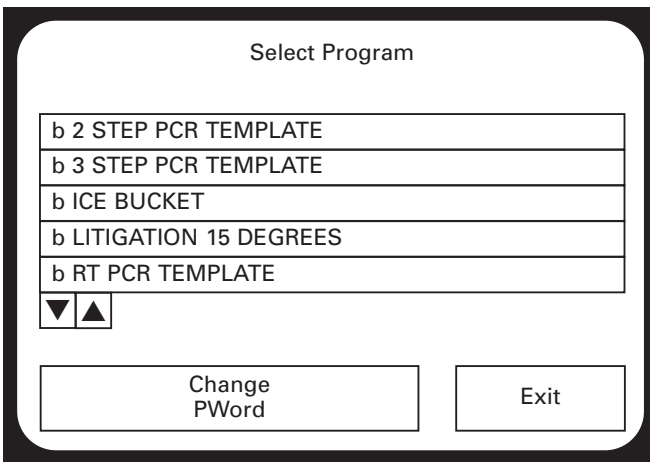 Select Program
b 2 STEP PCR TEMPLATE
b 3 STEP PCR TEMPLATE
b ICE BUCKET
b LITIGATION 15 DEGREES
b RT PCR TEMPLATE
Change
PWord
Exit